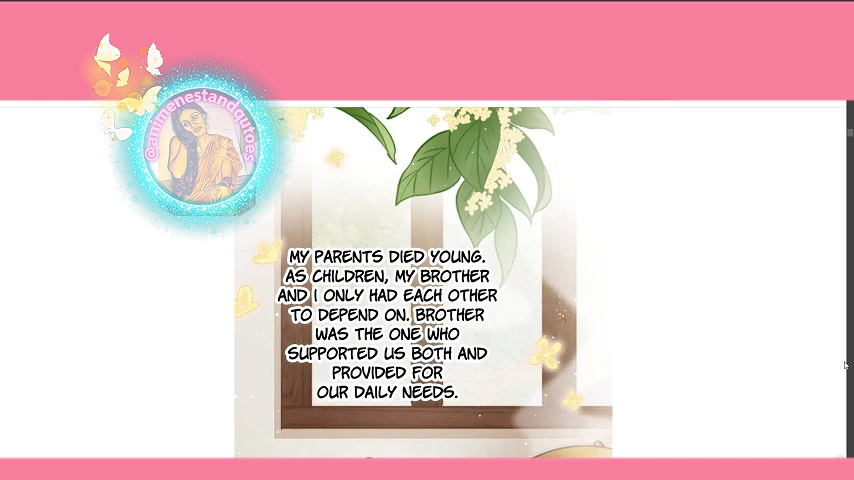 @animenestandqutoes
MY PARENTS DIED YOUNG.
AS CHILDREN, MY BROTHER
AND I ONLY HAD EACH OTHER
TO DEPEND ON. BROTHER
WAS THE ONE WHO
SUPPORTED US BOTH AND
PROVIDED FOR
OUR DAILY NEEDS.